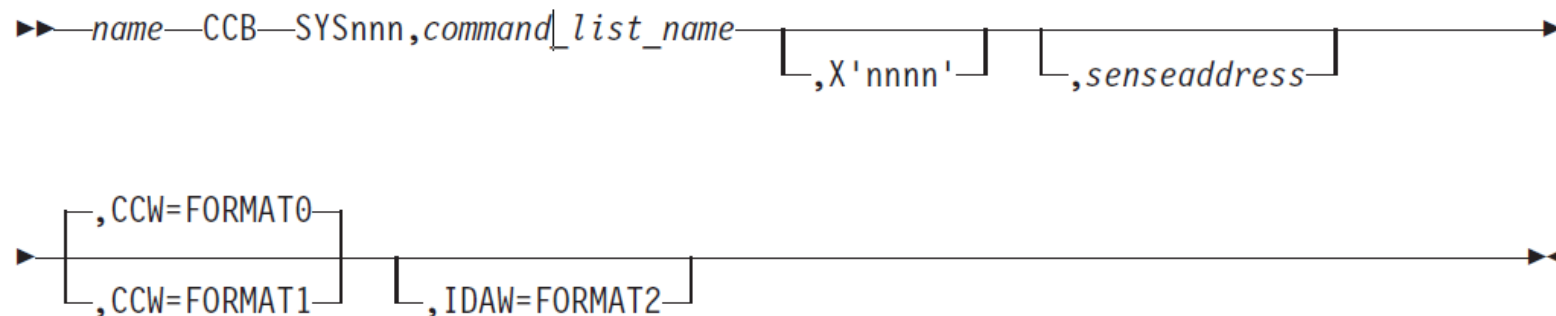 name CCB SYSnnn,command_list_name
,X'nnnn' ,senseaddress
,CCW=FORMAT0
,CCW=FORMAT1 ,IDAW=FORMAT2